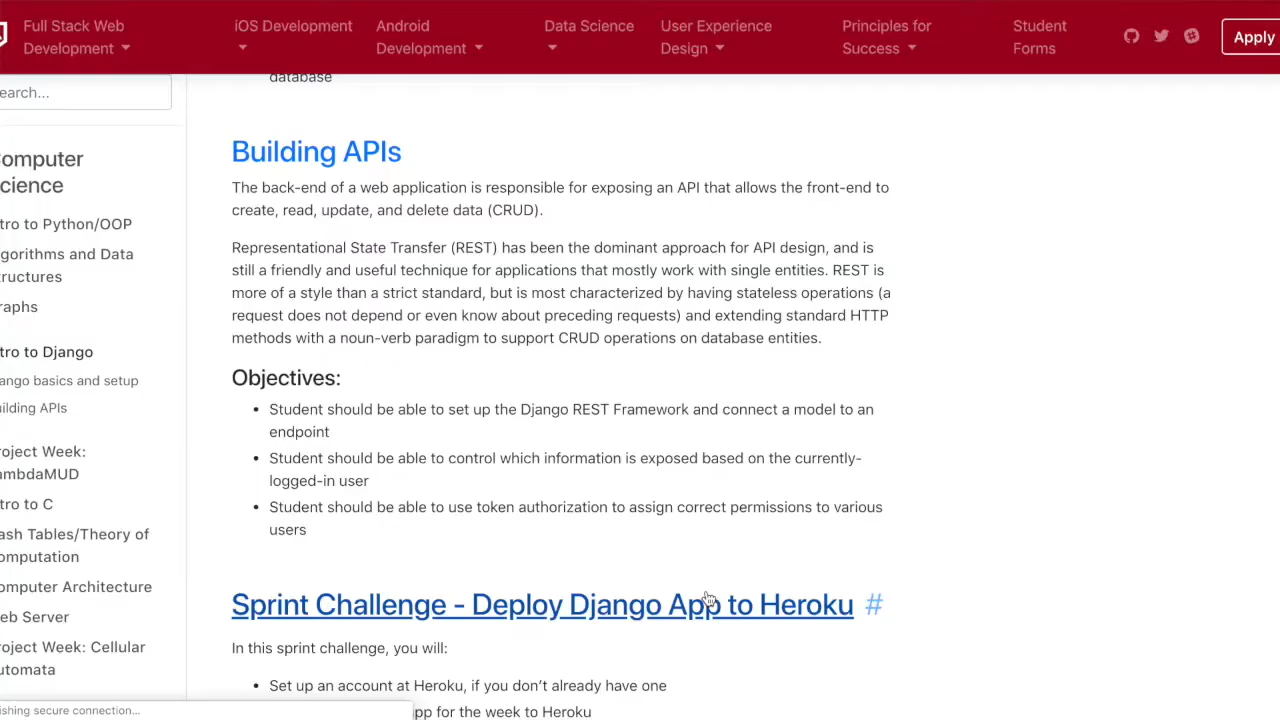 Full Stack Web
Development
iOS Development
Android
Development
Data Science
User Experience
Design
Principles for
Success
Student
Forms
Apply
database
earch...
omputer
cience
tro to Python/OOP
gorithms and Data
ructures
raphs
tro to Django
ango basics and setup
ilding APIs
roject Week:
ambdaMUD
tro to C
ash Tables/Theory of
omputation
omputer Architecture
eb Server
roject Week: Cellular
utomata
Building APIs
The back-end of a web application is responsible for exposing an API that allows the front-end to
create, read, update, and delete data (CRUD).
Representational State Transfer (REST) has been the dominant approach for API design, and is
still a friendly and useful technique for applications that mostly work with single entities. REST is
more of a style than a strict standard, but is most characterized by having stateless operations (a
request does not depend or even know about preceding requests) and extending standard HTTP
methods with a noun-verb paradigm to support CRUD operations on database entities.
Objectives:
• Student should be able to set up the Django REST Framework and connect a model to an
endpoint
• Student should be able to control which information is exposed based on the currently-
logged-in user
• Student should be able to use token authorization to assign correct permissions to various
users
Sprint Challenge - Deploy Django App to Heroku #
In this sprint challenge, you will:
• Set up an account at Heroku, if you don't already have one
pp for the week to Heroku
ishing secure connection...